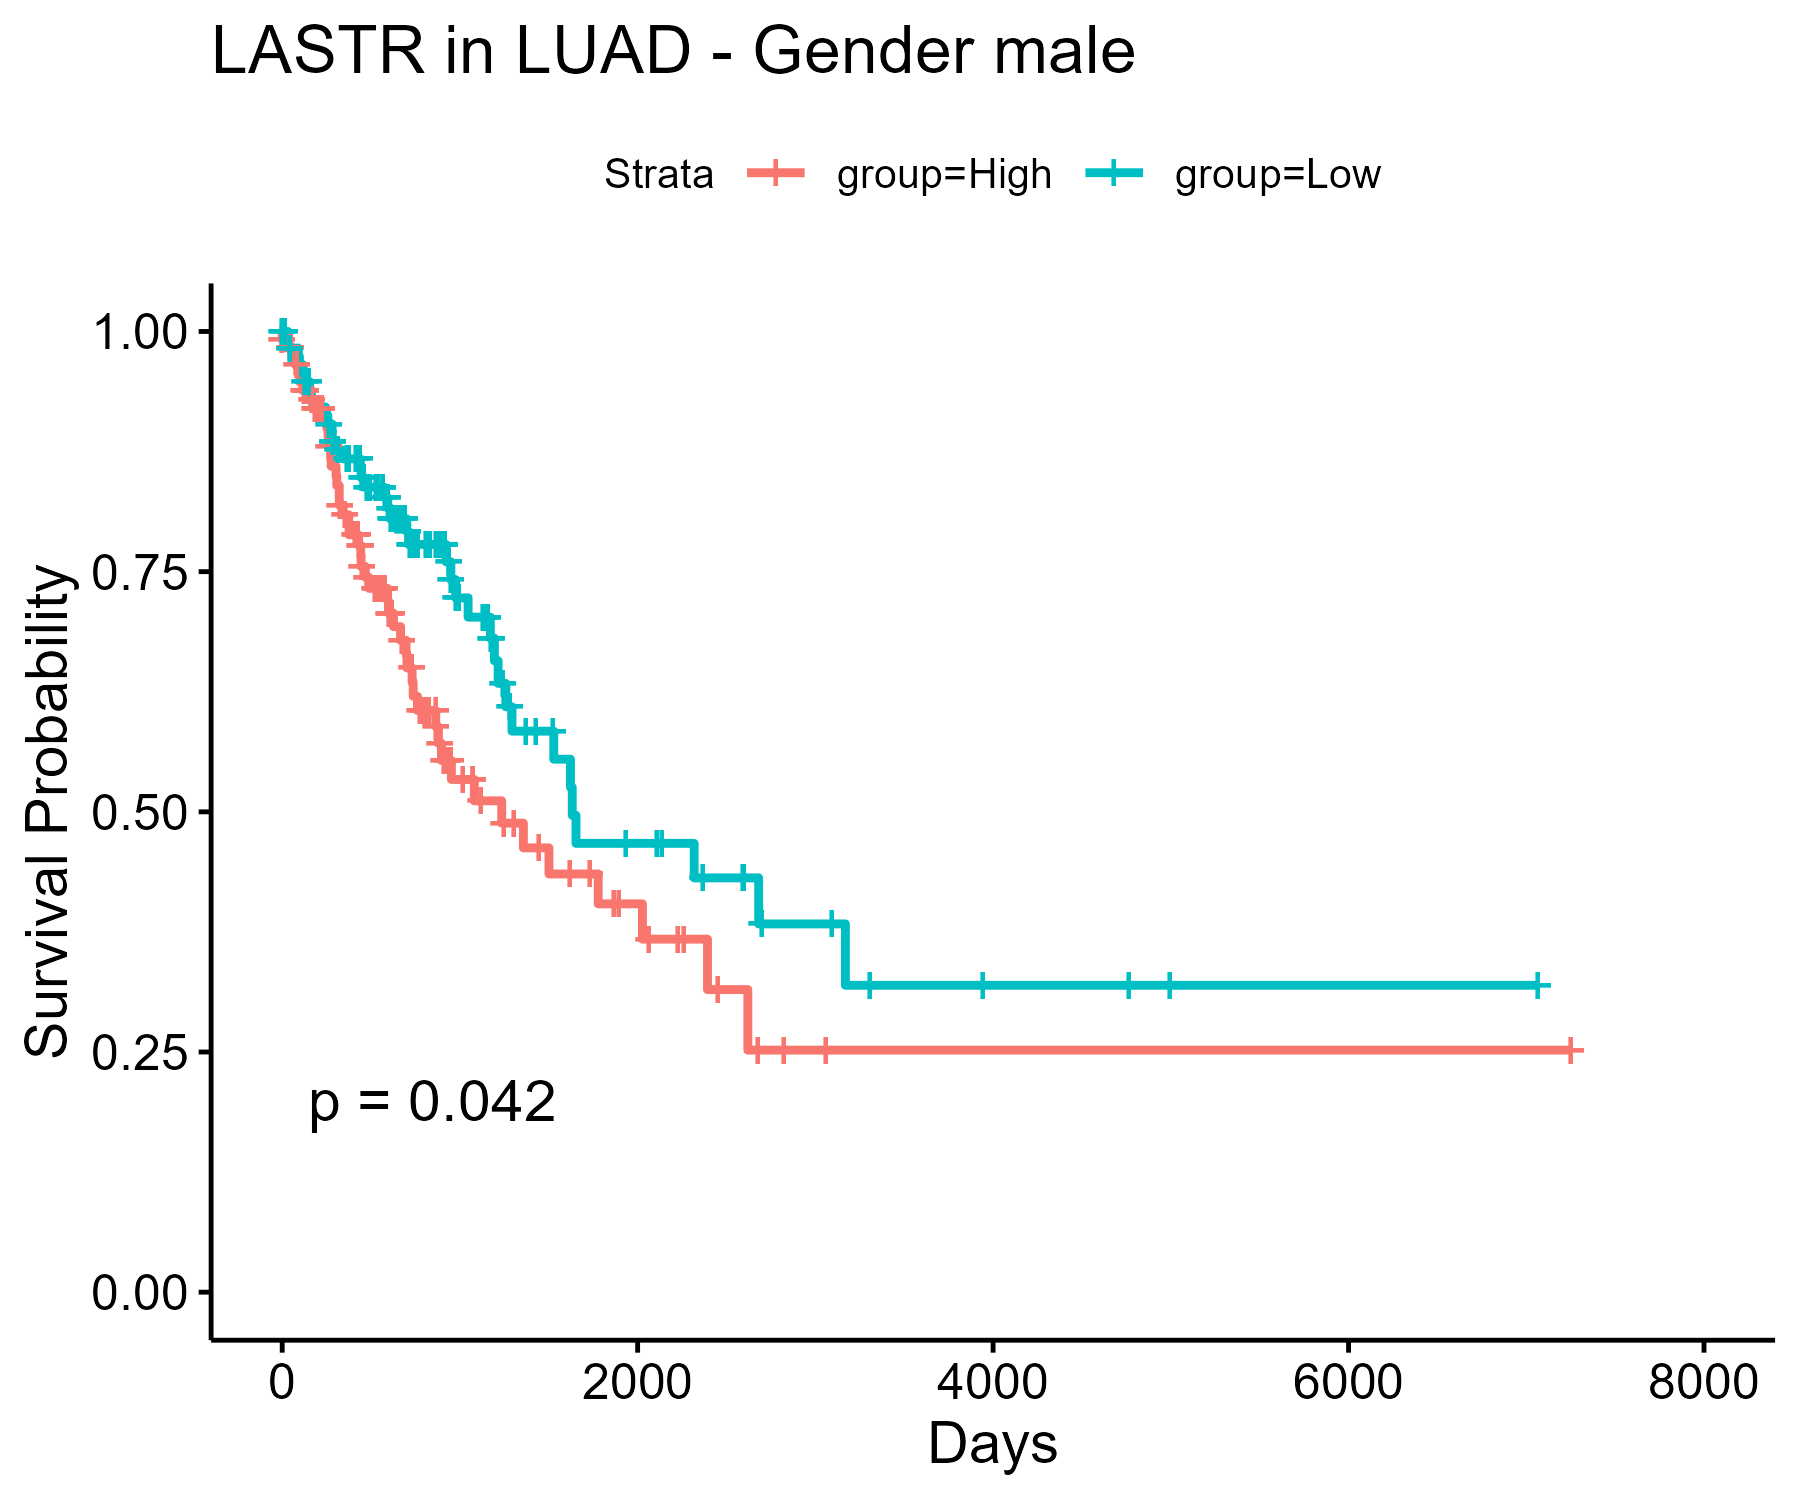 LASTR in LUAD - Gender male
Strata group=High group=Low
1.00
0.75
0.50
0.25
0.00
Survival Probability
p = 0.042
0 2000 4000 6000 8000
Days